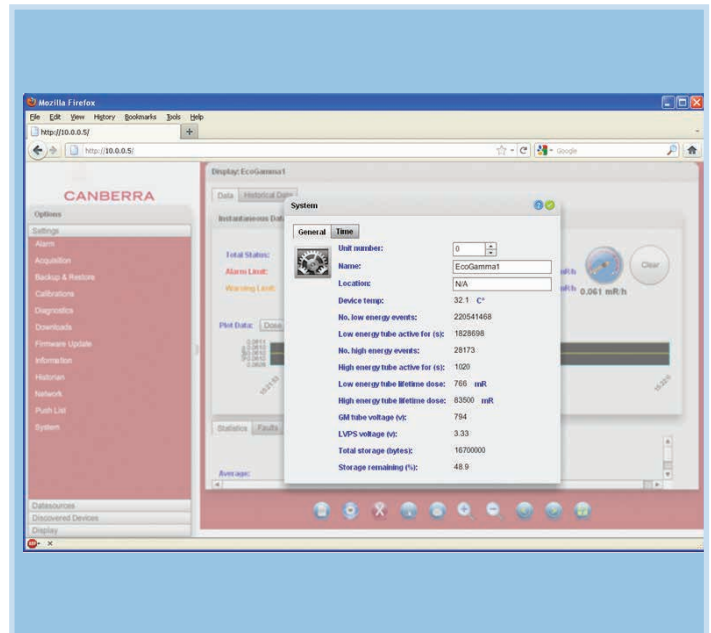 Mozilla Firefox
File Edit View History Bookmarks Tools Help
http://10.0.0.5/
http://10.0.0.5/
Google
CANBERRA
Options
Settings
Alarm
Acquisition
Backup & Restore
Calibrations
Diagnostics
Downloads
Firmware Update
Information
Historian
Network
Push List
System
Datasources
Discovered Devices
Display
Display: EcoGamma1
Data Historical Data
Instantaneous Dat
Total Status:
Alarm Limit:
Warning Limit:
mR/h
mR/h
0.061 mR/h
Clear
Plot Data: Dose
Statistics Faults
Average:
System
General Time
Unit number: 0
Name: EcoGamma1
Location: N/A
Device temp: 32.1 C°
No. low energy events: 220541468
Low energy tube active for (s): 1828698
No. high energy events: 28173
High energy tube active for (s): 1020
Low energy tube lifetime dose: 766 mR
High energy tube lifetime dose: 83500 mR
GM tube voltage (v): 794
LVPS voltage (v): 3.33
Total storage (bytes): 16700000
Storage remaining (%): 48.9